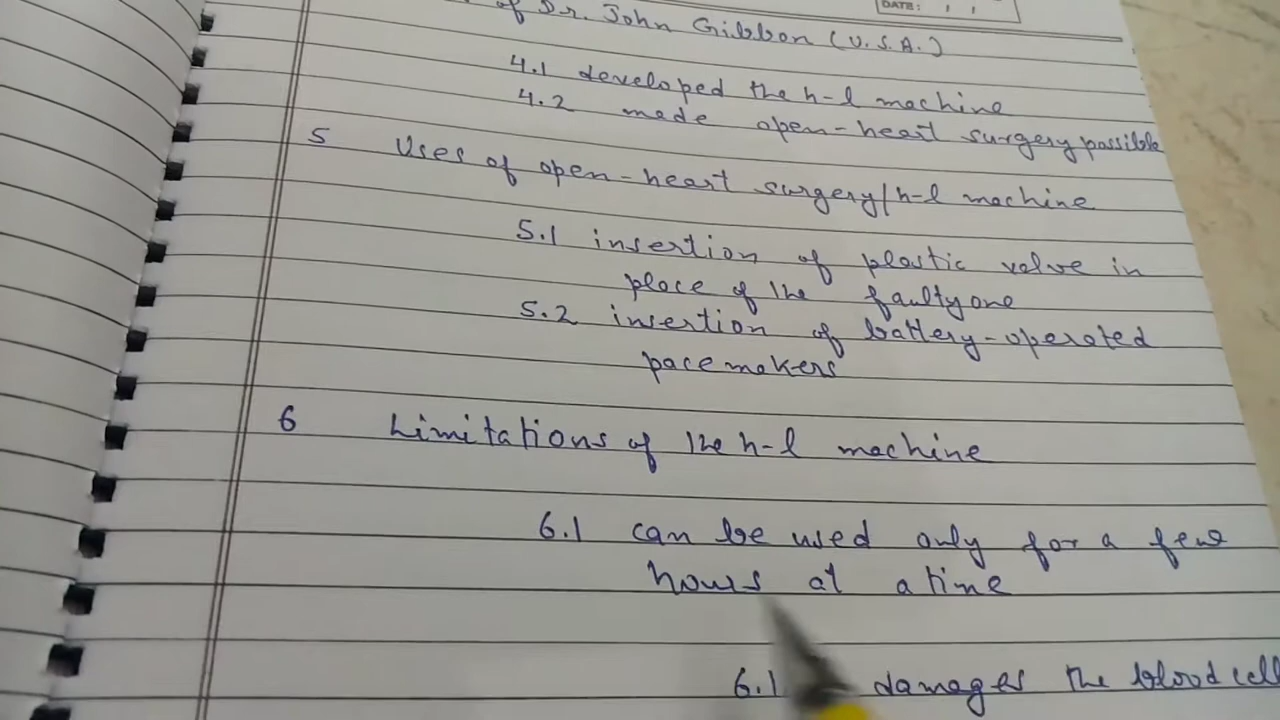 DATE:
of Dr. John Gibbon (U.S.A.)
4.1 developed the h-l machine
4.2 made open-heart surgery possible
5 Uses of open-heart surgery/h-l machine
5.1 insertion of plastic valve in
place of the faulty one
5.2 insertion of battery-operated
pacemakers
6 Limitations of the h-l machine
6.1 can be used only for a few
hours at a time
6.1 damages the blood cell